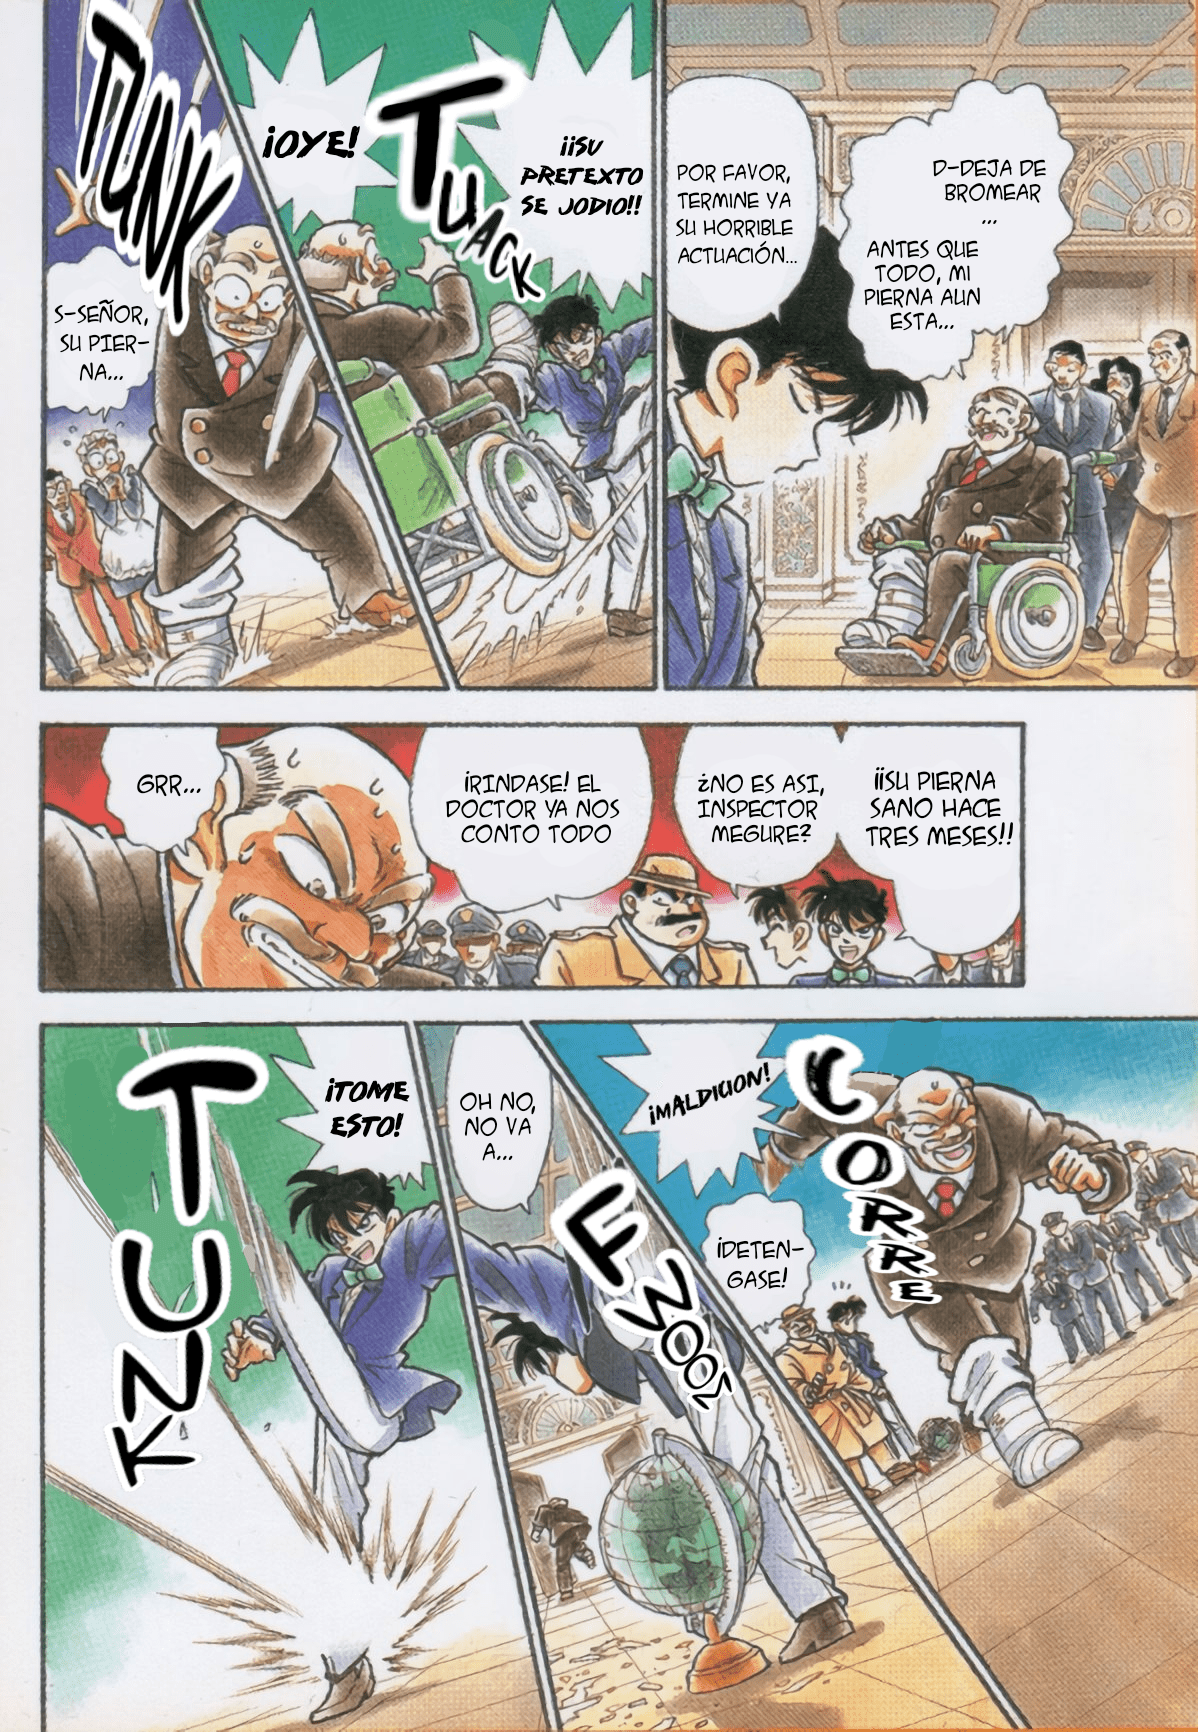 D-DEJA DE
BROMEAR
...
ANTES QUE
TODO, MI
PIERNA AUN
ESTA...
POR FAVOR,
TERMINE YA
SU HORRIBLE
ACTUACIÓN...
¡¡SU
PRETEXTO
SE JODIO!!
TUACK
¡OYE!
TUNK
S-SEÑOR,
SU PIER-
NA...
¡¡SU PIERNA
SANO HACE
TRES MESES!!
¿NO ES ASI,
INSPECTOR
MEGURE?
¡RINDASE! EL
DOCTOR YA NOS
CONTO TODO
GRR...
CORRE
¡MALDICION!
¡DETEN-
GASE!
FWOOZ
OH NO,
NO VA
A...
¡TOME
ESTO!
TUNK